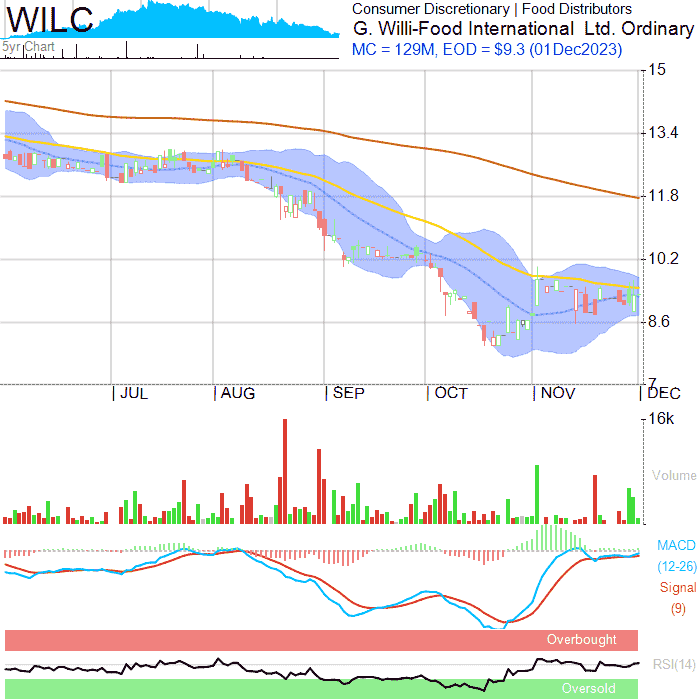 WILC
5yr Chart
Consumer Discretionary | Food Distributors
G. Willi-Food International Ltd. Ordinary
MC = 129M, EOD = $9.3 (01Dec2023)
15
13.4
11.8
10.2
8.6
7
JUL AUG SEP OCT NOV DEC
16k
Volume
MACD
(12-26)
Signal
(9)
Overbought
RSI(14)
Oversold